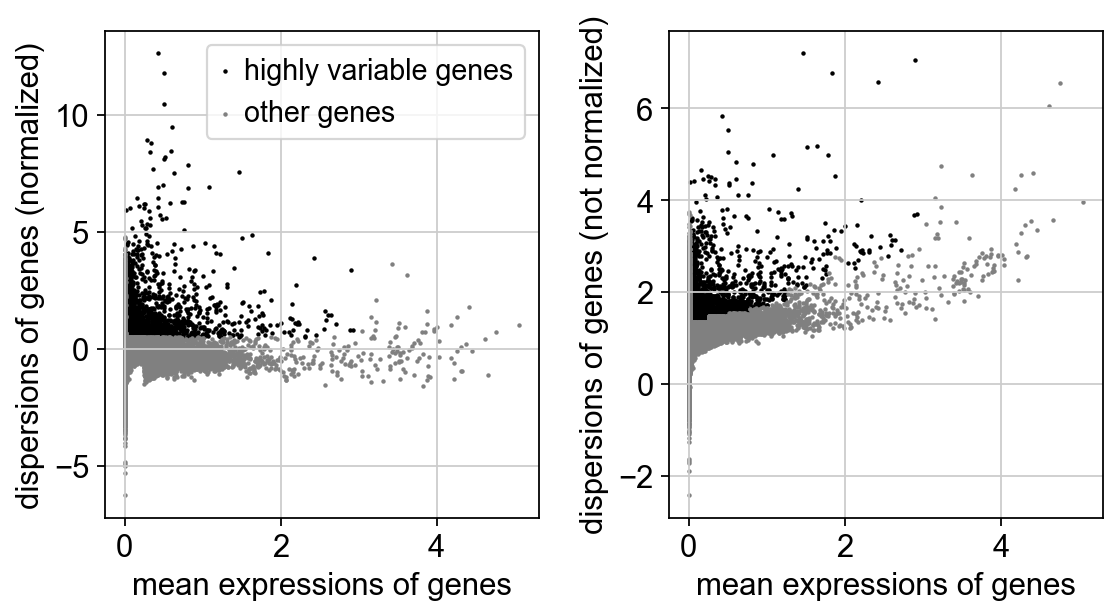 dispersions of genes (normalized)
10
5
0
−5
highly variable genes
other genes
0 2 4
mean expressions of genes
dispersions of genes (not normalized)
6
4
2
0
−2
0 2 4
mean expressions of genes